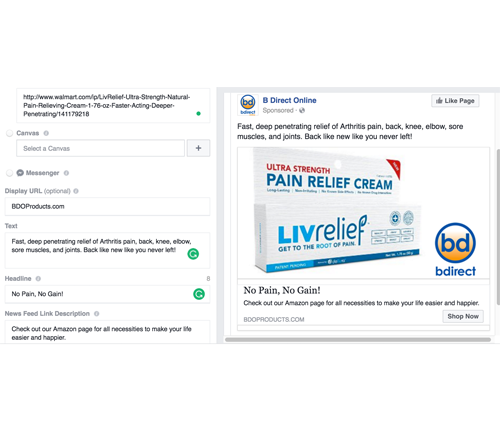 http://www.walmart.com/ip/LivRelief-Ultra-Strength-Natural-
Pain-Relieving-Cream-1-76-oz-Faster-Acting-Deeper-
Penetrating/141179218
Canvas
Select a Canvas
+
Messenger
Display URL (optional)
BDOProducts.com
Text
Fast, deep penetrating relief of Arthritis pain, back, knee, elbow,
sore muscles, and joints. Back like new like you never left!
Headline
8
No Pain, No Gain!
News Feed Link Description
Check out our Amazon page for all necessities to make your life
easier and happier.
bd
bdirect
B Direct Online
Sponsored ·
Like Page
Fast, deep penetrating relief of Arthritis pain, back, knee, elbow, sore
muscles, and joints. Back like new like you never left!
ULTRA STRENGTH
PAIN RELIEF CREAM
LIVrelief
GET TO THE ROOT OF PAIN.
PATENT PENDING
bd
bdirect
No Pain, No Gain!
Check out our Amazon page for all necessities to make your life easier and happier.
BDOPRODUCTS.COM
Shop Now